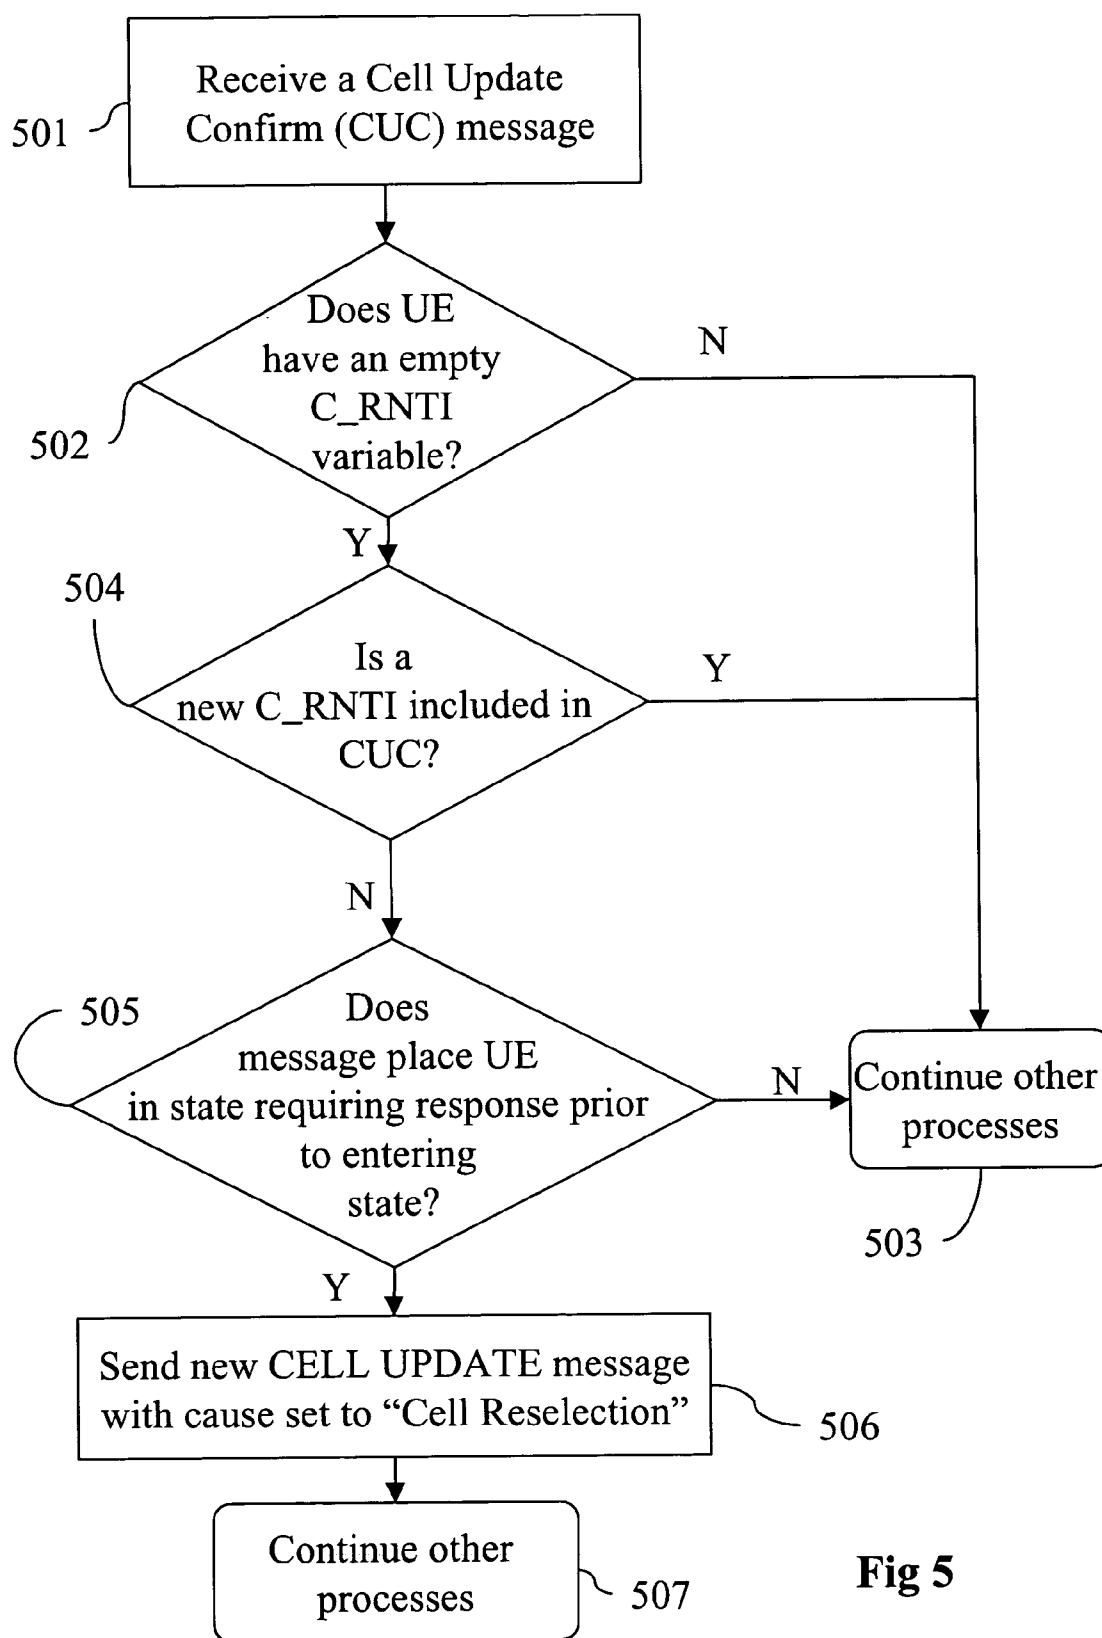 Receive a Cell Update
Confirm (CUC) message
501
Does UE
have an empty
C_RNTI
variable?
N
502
Y
504
Is a
new C_RNTI included in
CUC?
Y
N
505
Does
message place UE
in state requiring response prior
to entering
state?
N
Continue other
processes
503
Y
Send new CELL UPDATE message
with cause set to “Cell Reselection”
506
Continue other
processes
507
Fig 5